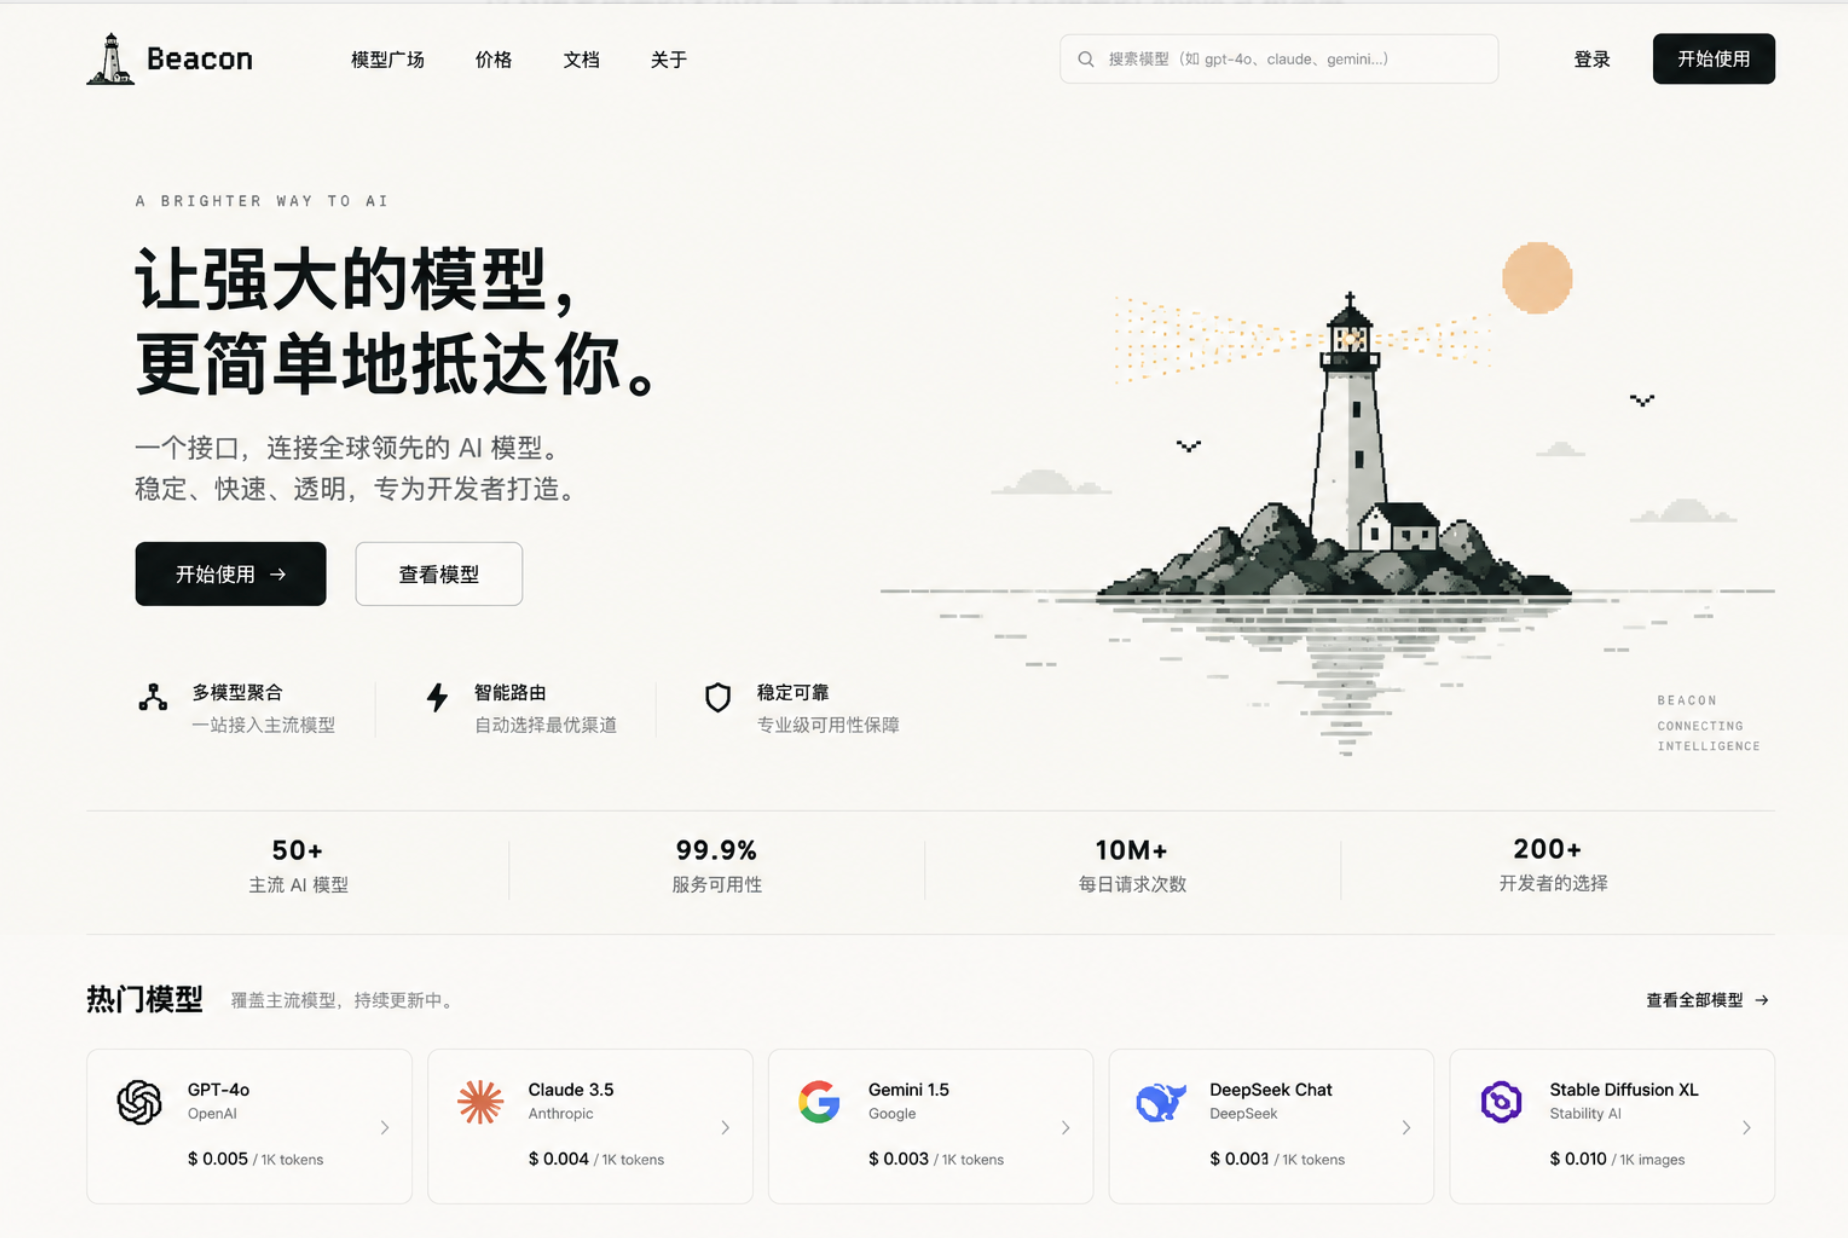 Beacon
模型广场
价格
文档
关于
搜索模型（如 gpt-4o、claude、gemini...）
登录
开始使用
A BRIGHTER WAY TO AI
让强大的模型，
更简单地抵达你。
一个接口，连接全球领先的 AI 模型。
稳定、快速、透明，专为开发者打造。
开始使用 →
查看模型
多模型聚合
一站接入主流模型
智能路由
自动选择最优渠道
稳定可靠
专业级可用性保障
BEACON
CONNECTING
INTELLIGENCE
50+
主流 AI 模型
99.9%
服务可用性
10M+
每日请求次数
200+
开发者的选择
热门模型
覆盖主流模型，持续更新中。
查看全部模型 →
GPT-4o
OpenAI
$ 0.005 / 1K tokens
Claude 3.5
Anthropic
$ 0.004 / 1K tokens
Gemini 1.5
Google
$ 0.003 / 1K tokens
DeepSeek Chat
DeepSeek
$ 0.003 / 1K tokens
Stable Diffusion XL
Stability AI
$ 0.010 / 1K images